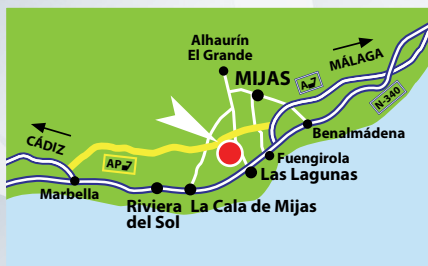 Alhaurín
El Grande
MÁLAGA
MIJAS
A-7
N-340
CÁDIZ
Benalmádena
AP-7
Fuengirola
Las Lagunas
Marbella
Riviera
del Sol
La Cala de Mijas